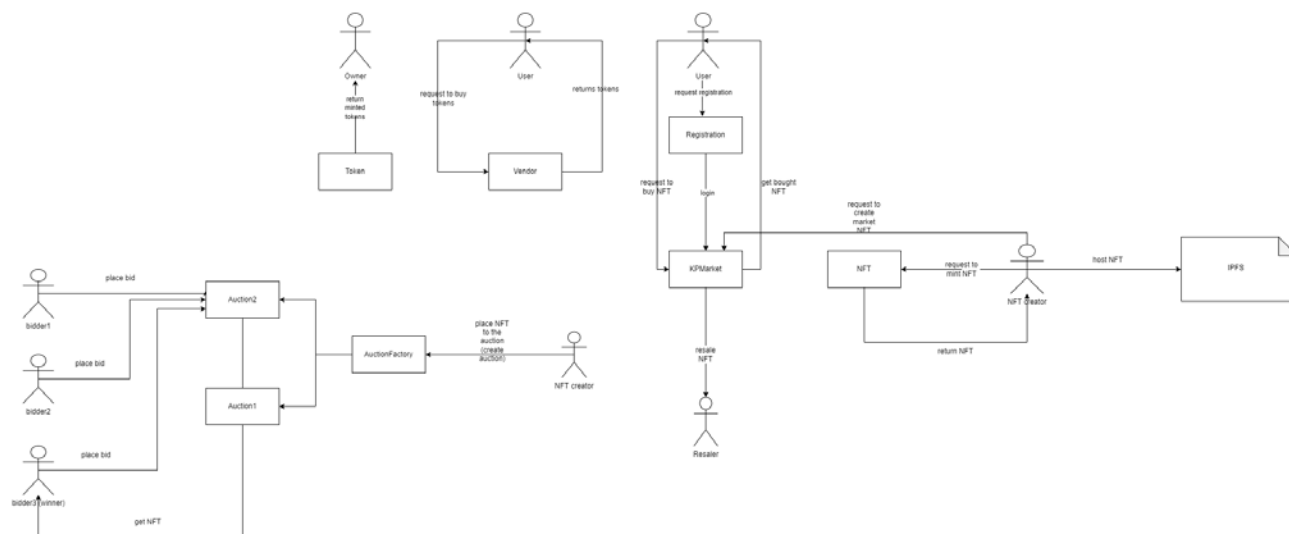 Owner
return
minted
tokens
Token
User
request to buy
tokens
returns tokens
Vendor
User
request registration
Registration
login
request to
buy NFT
get bought
NFT
KPMarket
resale
NFT
Resaler
request to
create
market
NFT
NFT
request to
mint NFT
NFT creator
return NFT
host NFT
IPFS
bidder1
place bid
bidder2
place bid
bidder3 (winner)
place bid
get NFT
Auction2
Auction1
AuctionFactory
place NFT
to the
auction
(create
auction)
NFT creator